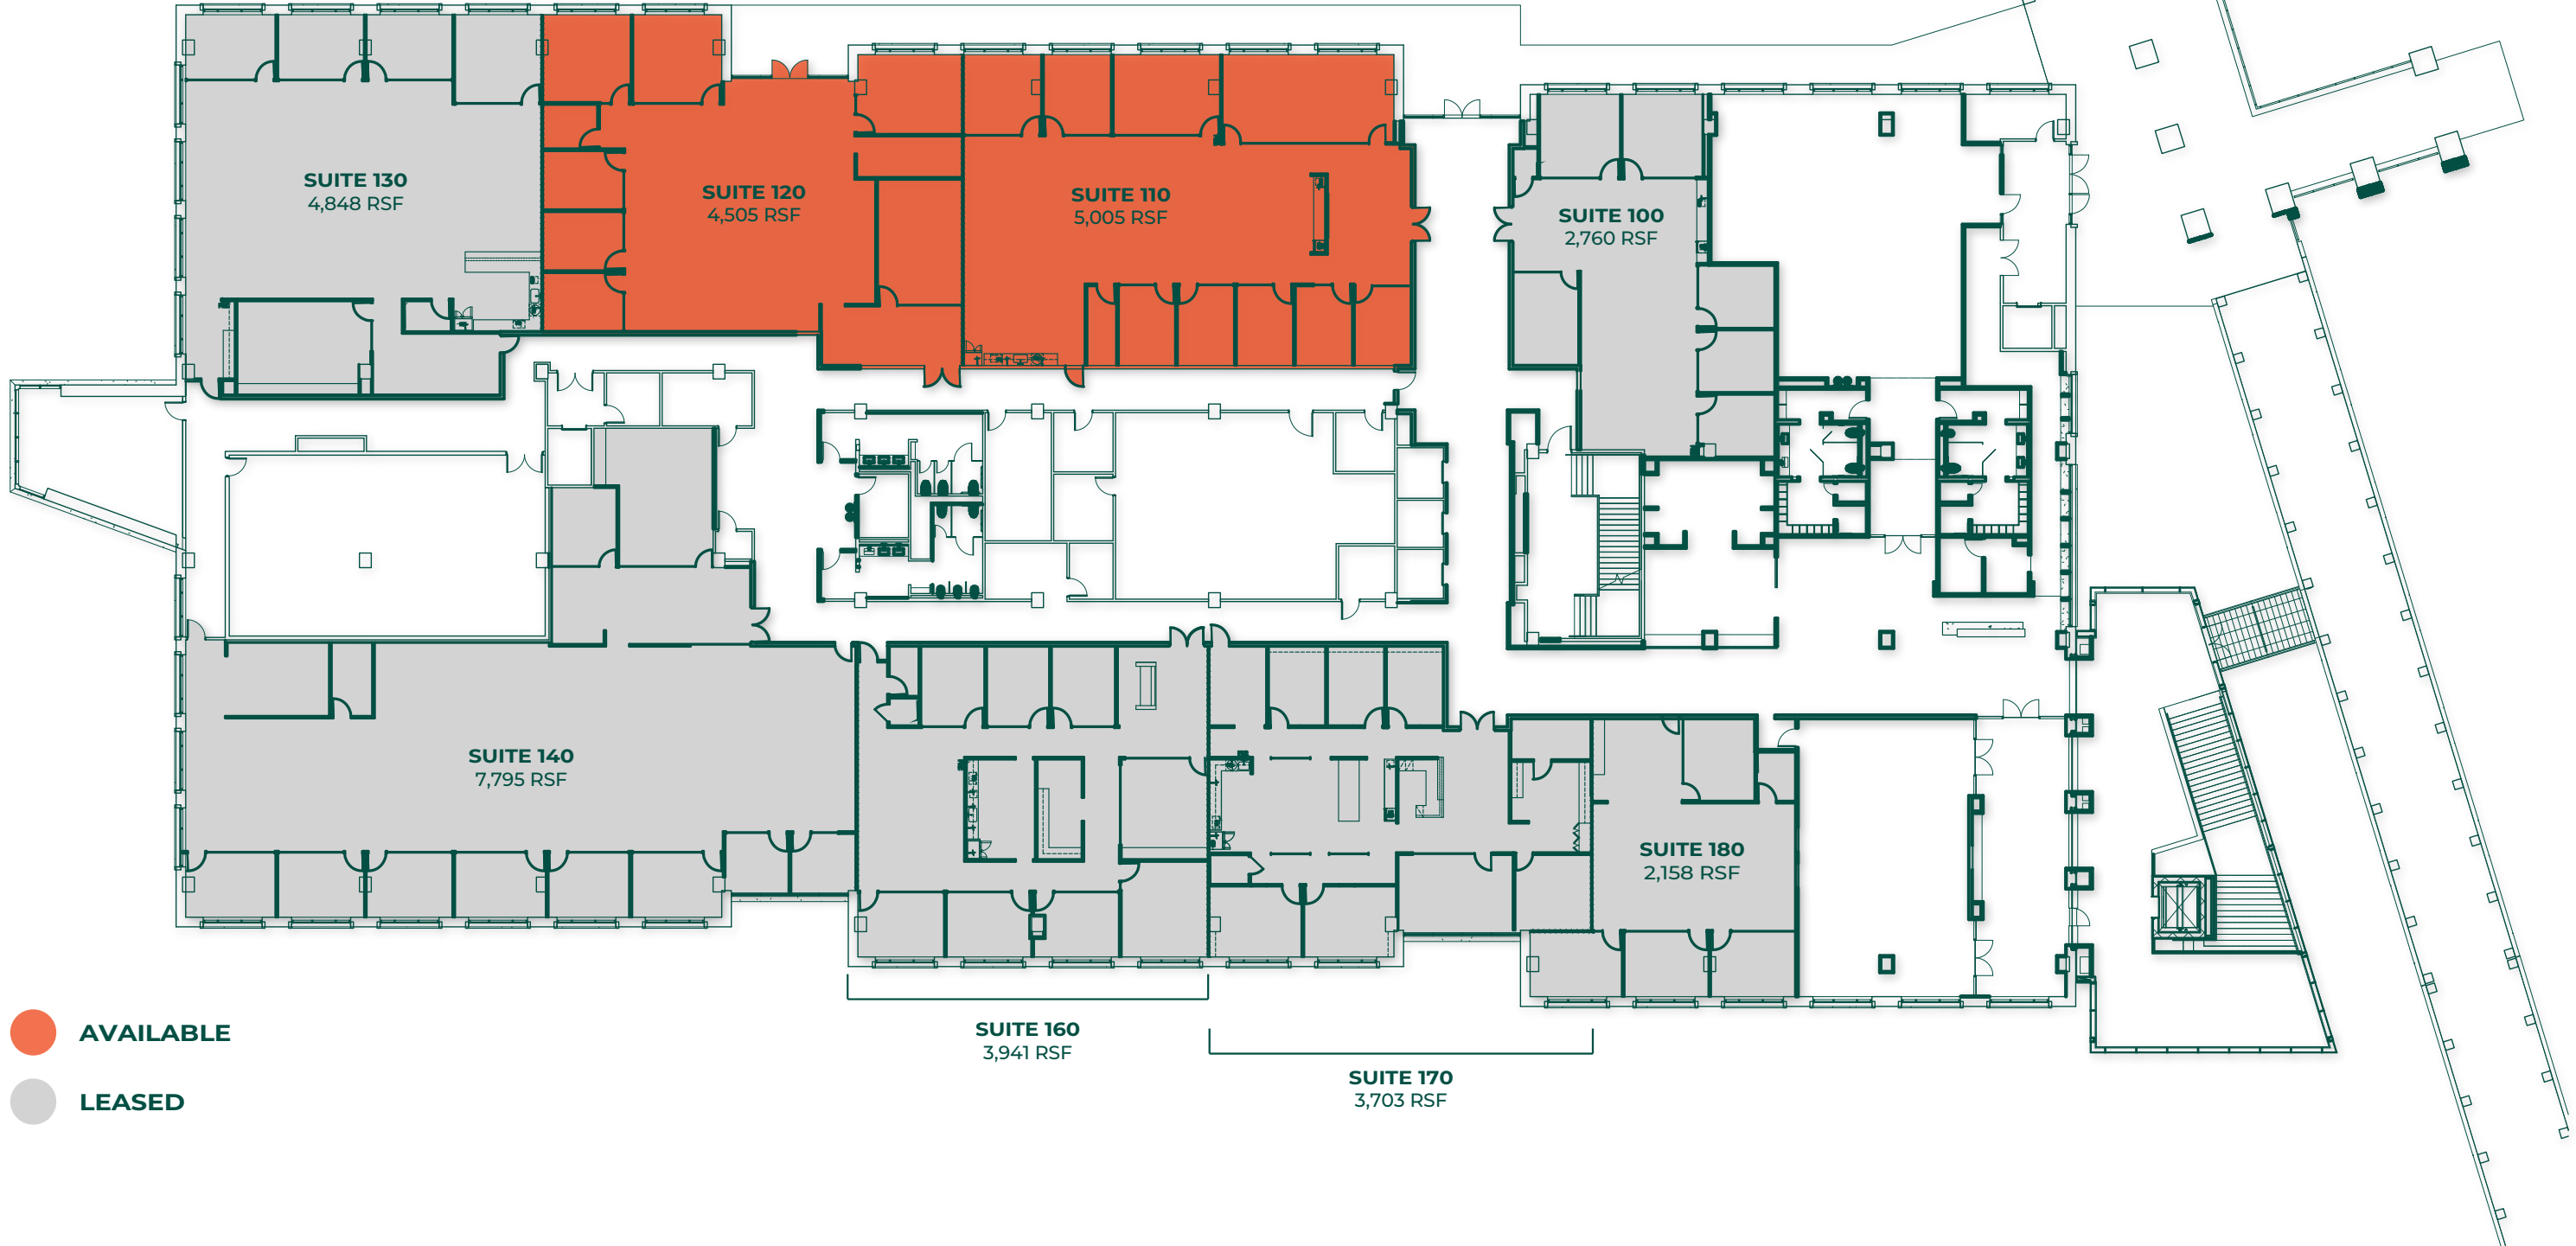 SUITE 130
4,848 RSF
SUITE 120
4,505 RSF
SUITE 110
5,005 RSF
SUITE 100
2,760 RSF
SUITE 140
7,795 RSF
SUITE 180
2,158 RSF
SUITE 160
3,941 RSF
SUITE 170
3,703 RSF
AVAILABLE
LEASED